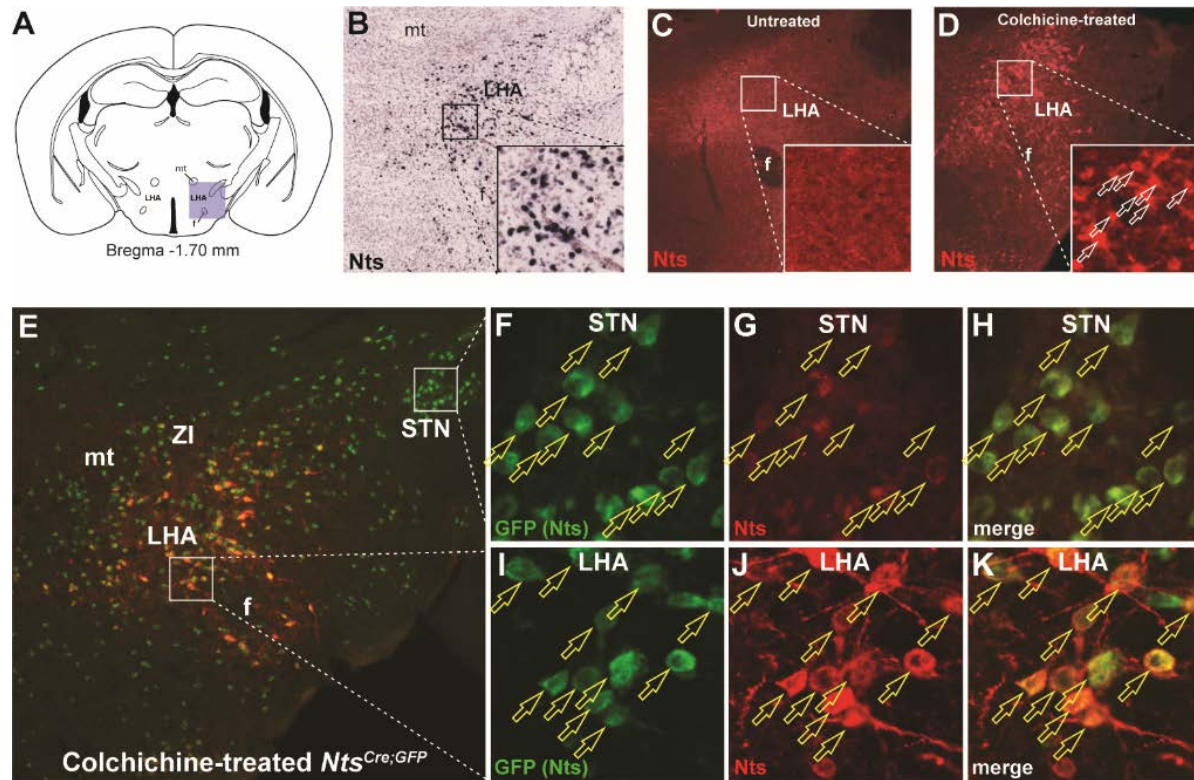 A
mt
LHA
LHA
f
Bregma -1.70 mm
B
mt
LHA
f
Nts
C
Untreated
LHA
f
Nts
D
Colchicine-treated
LHA
f
Nts
E
STN
ZI
mt
LHA
f
Colchichine-treated Nts^Cre;GFP
F
STN
GFP (Nts)
G
STN
Nts
H
STN
merge
I
LHA
GFP (Nts)
J
LHA
Nts
K
LHA
merge